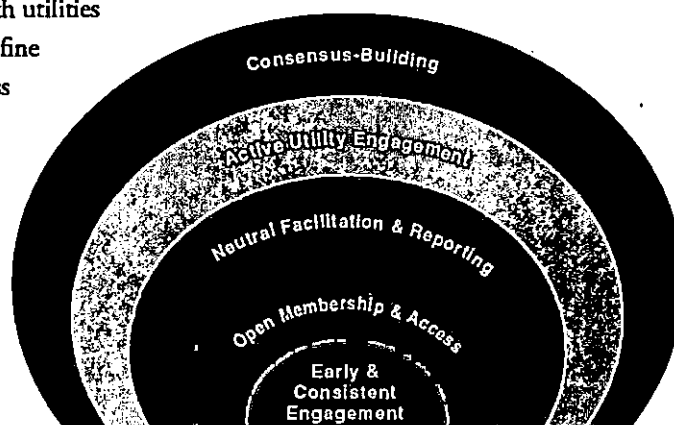 h utilities
fine
s
Consensus-Building
Active Utility Engagement
Neutral Facilitation & Reporting
Open Membership & Access
Early &
Consistent
Engagement